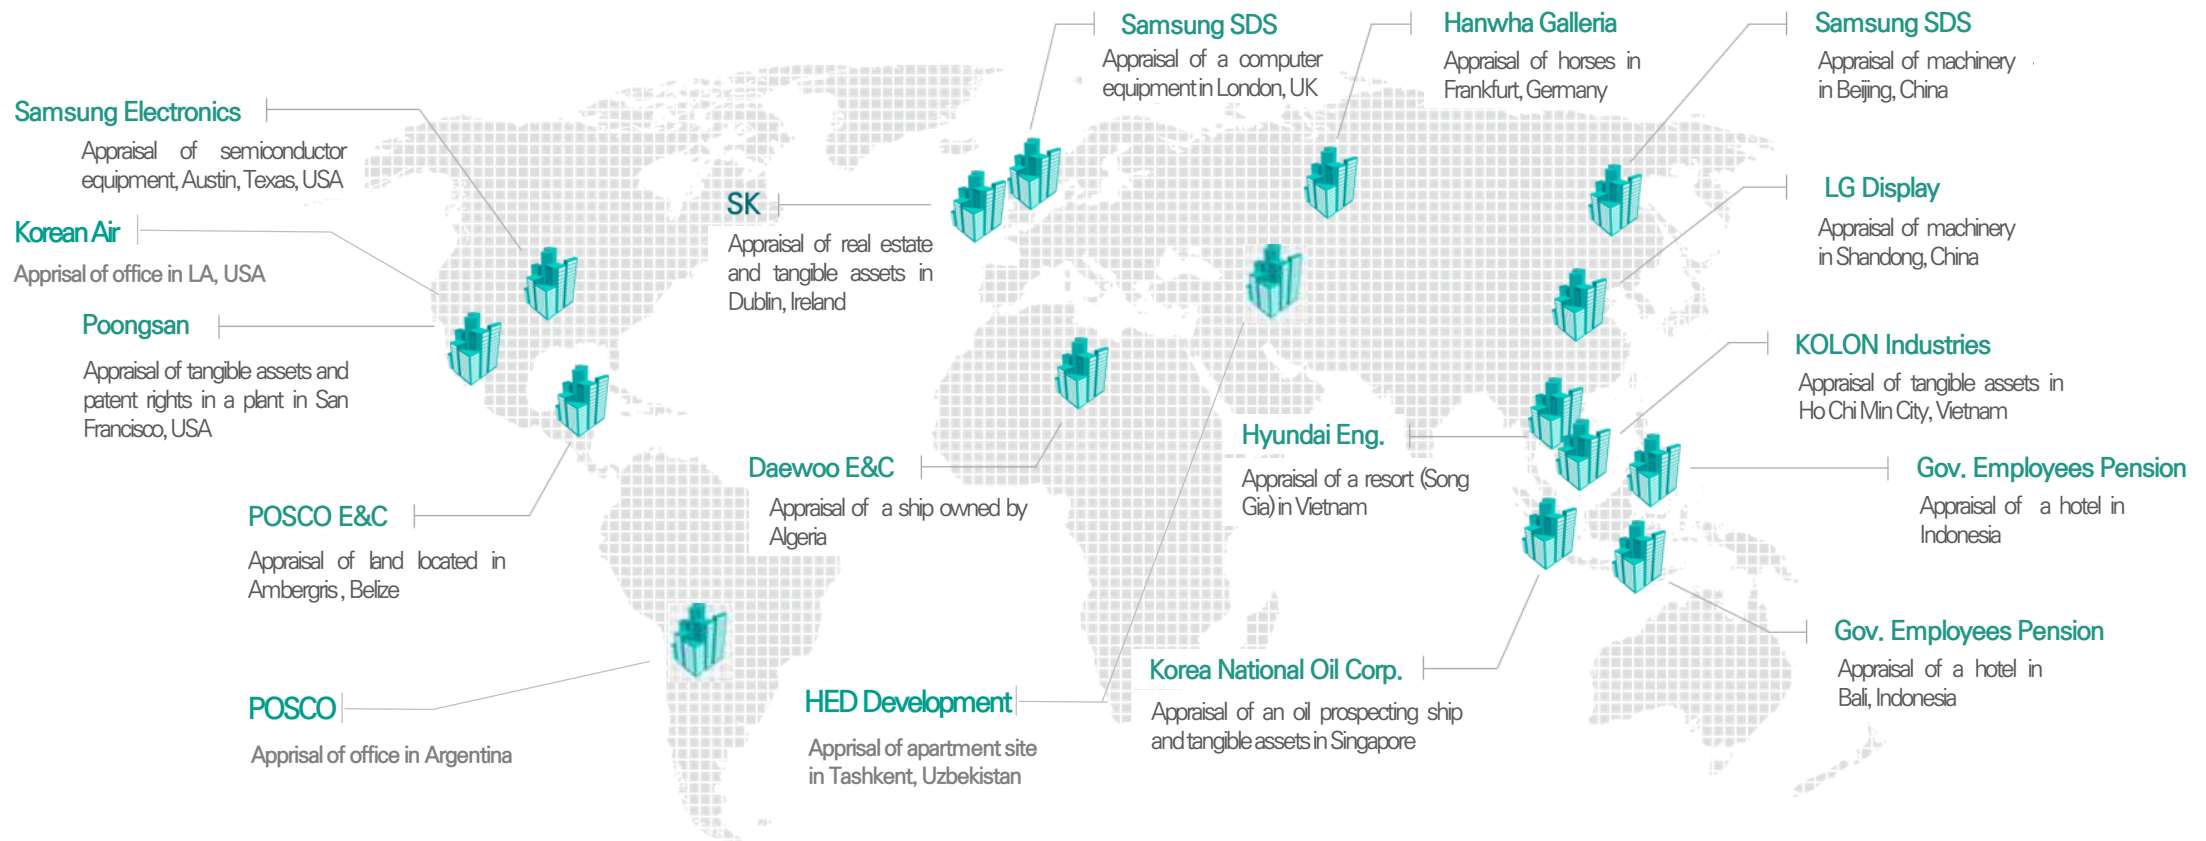 Samsung SDS
Appraisal of a computer
equipment in London, UK
Hanwha Galleria
Appraisal of horses in
Frankfurt, Germany
Samsung SDS
Appraisal of machinery
in Beijing, China
Samsung Electronics
Appraisal of semiconductor
equipment, Austin, Texas, USA
SK
Appraisal of real estate
and tangible assets in
Dublin, Ireland
LG Display
Appraisal of machinery
in Shandong, China
Korean Air
Apprisal of office in LA, USA
Poongsan
Appraisal of tangible assets and
patent rights in a plant in San
Francisco, USA
KOLON Industries
Appraisal of tangible assets in
Ho Chi Min City, Vietnam
Hyundai Eng.
Appraisal of a resort (Song
Gia) in Vietnam
Daewoo E&C
Appraisal of a ship owned by
Algeria
Gov. Employees Pension
Appraisal of a hotel in
Indonesia
POSCO E&C
Appraisal of land located in
Ambergris, Belize
Gov. Employees Pension
Appraisal of a hotel in
Bali, Indonesia
Korea National Oil Corp.
Appraisal of an oil prospecting ship
and tangible assets in Singapore
POSCO
Apprisal of office in Argentina
HED Development
Apprisal of apartment site
in Tashkent, Uzbekistan